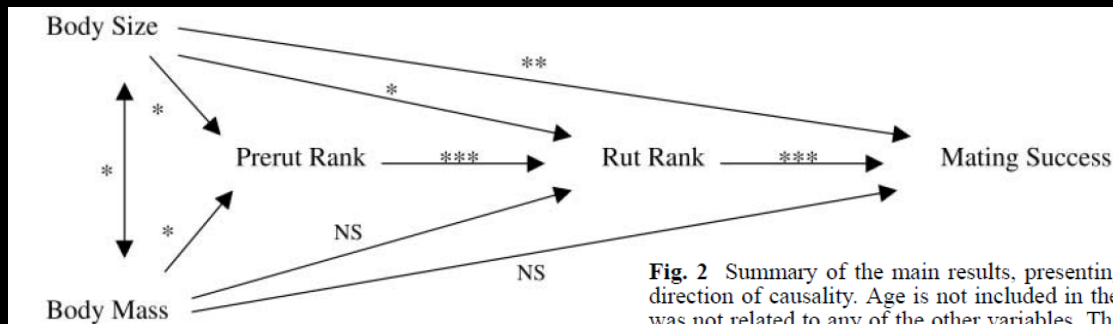 Body Size
**
*
*
Prerut Rank
***
Rut Rank
***
Mating Success
*
*
NS
NS
Body Mass
Fig. 2 Summary of the main results, presenting
direction of causality. Age is not included in the
was not related to any of the other variables. Th